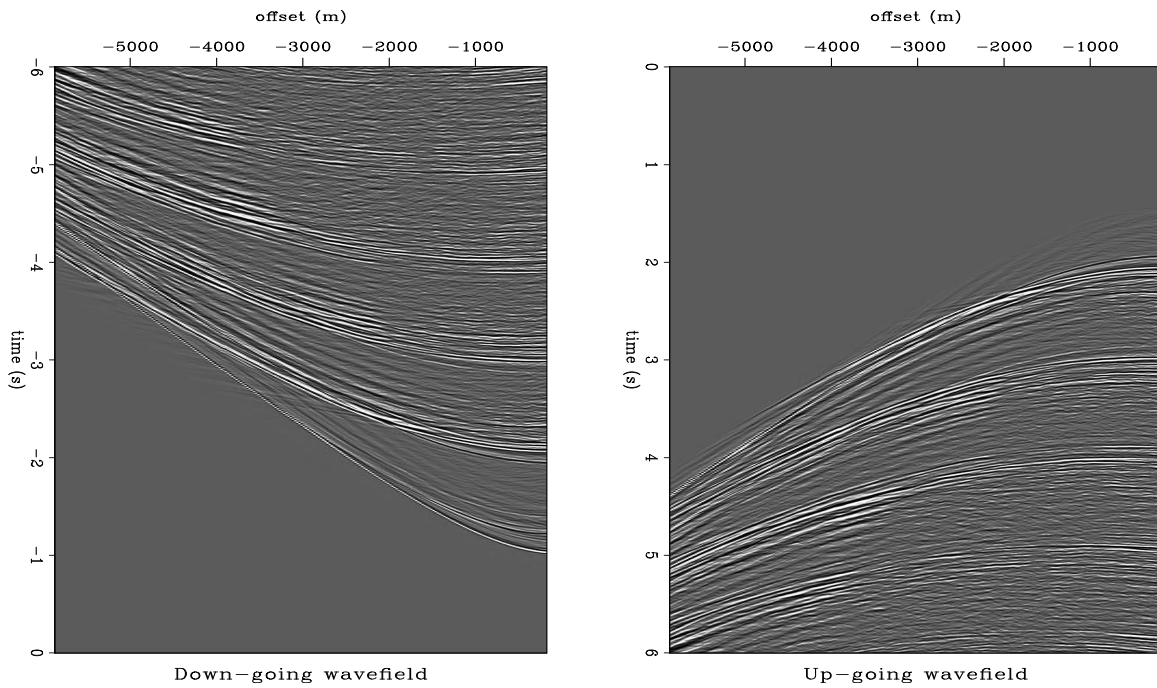 offset (m)
−5000 −4000 −3000 −2000 −1000
−6
−5
−4
−3
−2
−1
0
time (s)
Down−going wavefield
offset (m)
−5000 −4000 −3000 −2000 −1000
0
1
2
3
4
5
6
time (s)
Up−going wavefield